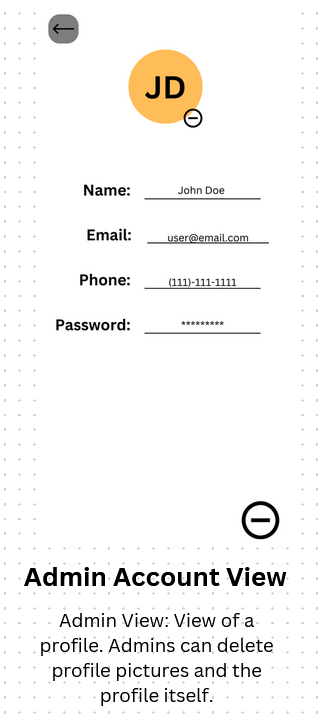 JD
Name: John Doe
Email: user@email.com
Phone: (111)-111-1111
Password: *********
Admin Account View
Admin View: View of a
profile. Admins can delete
profile pictures and the
profile itself.